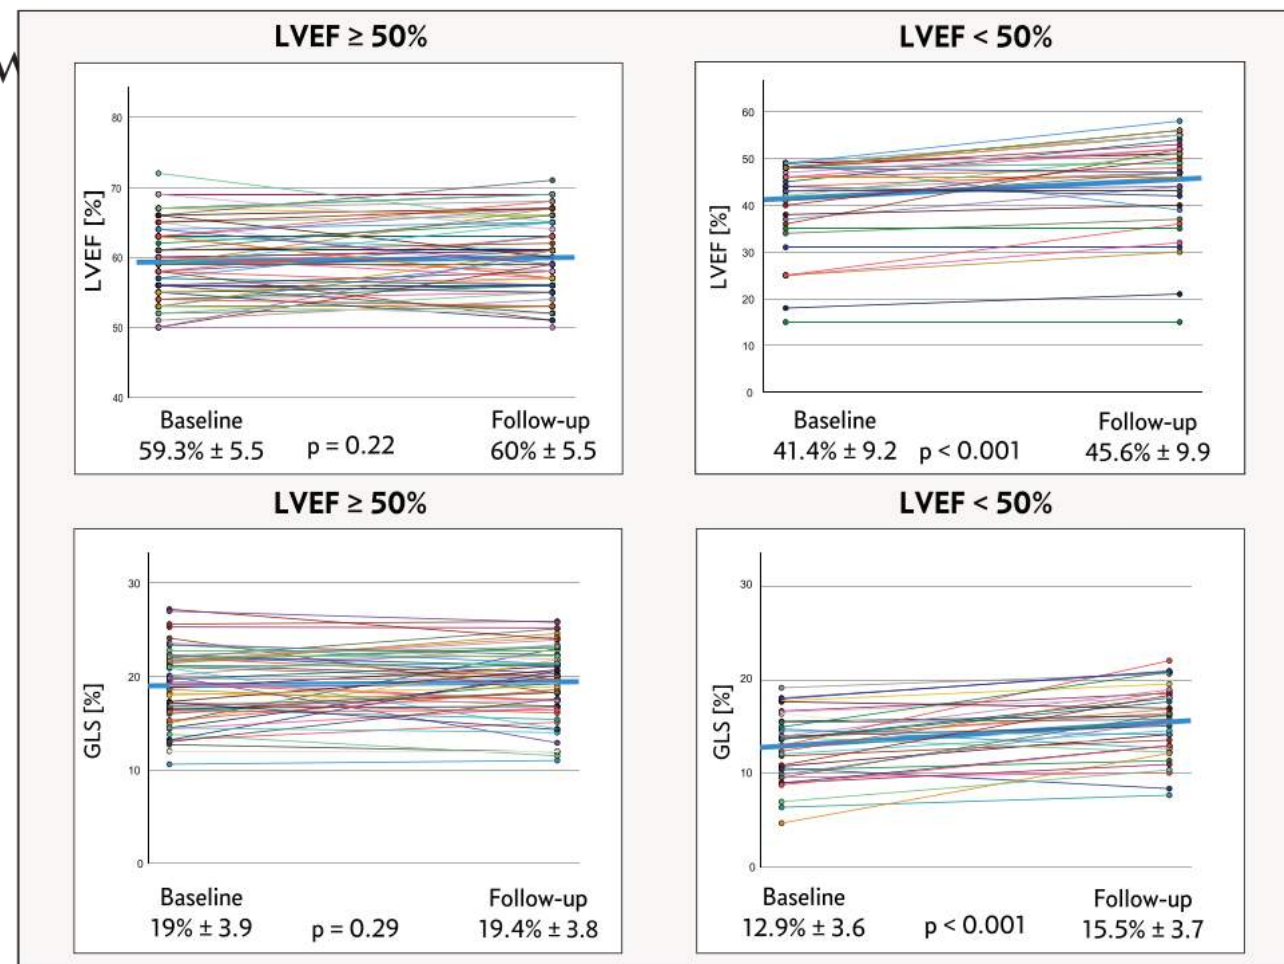 LVEF ≥ 50%
LVEF [%]
80
70
60
50
40
Baseline
Follow-up
59.3% ± 5.5
p = 0.22
60% ± 5.5
LVEF < 50%
LVEF [%]
60
50
40
30
20
10
0
Baseline
Follow-up
41.4% ± 9.2
p < 0.001
45.6% ± 9.9
LVEF ≥ 50%
GLS [%]
30
20
10
0
Baseline
Follow-up
19% ± 3.9
p = 0.29
19.4% ± 3.8
LVEF < 50%
GLS [%]
30
20
10
0
Baseline
Follow-up
12.9% ± 3.6
p < 0.001
15.5% ± 3.7